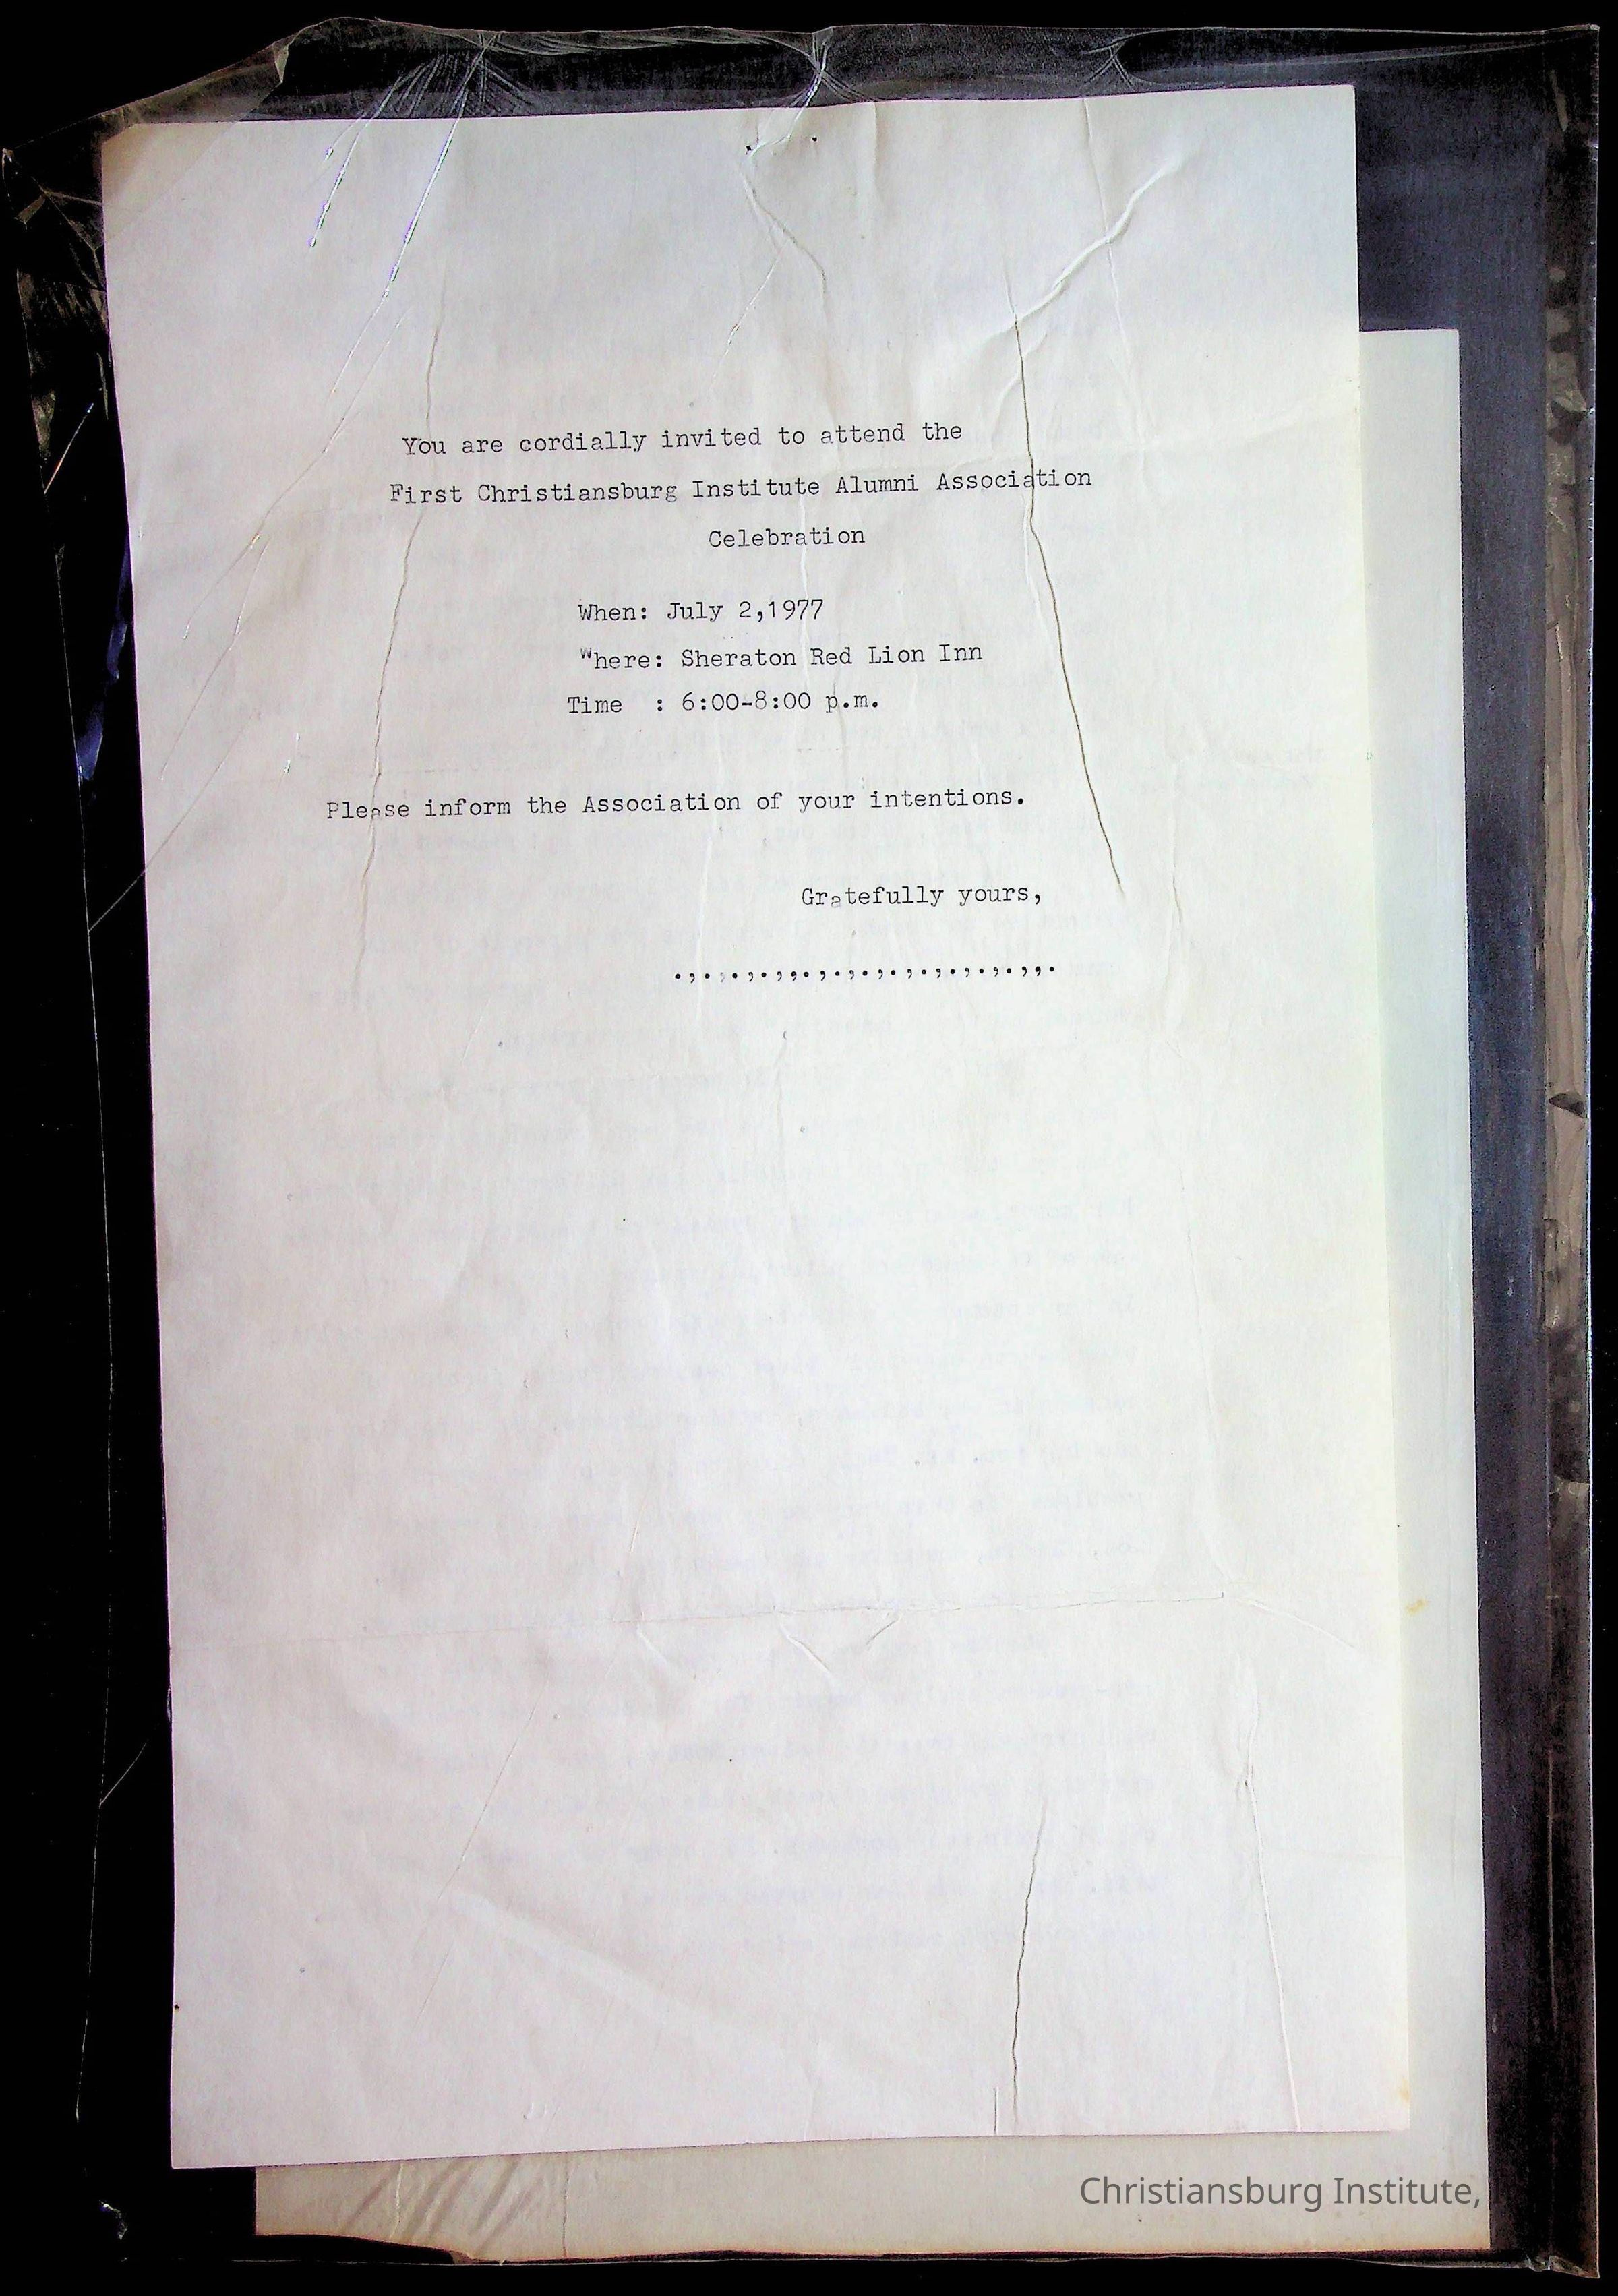 You are cordially invited to attend the
First Christiansburg Institute Alumni Association
Celebration
When: July 2,1977
Where: Sheraton Red Lion Inn
Time : 6:00-8:00 p.m.
Please inform the Association of your intentions.
Gratefully yours,
Christiansburg Institute,